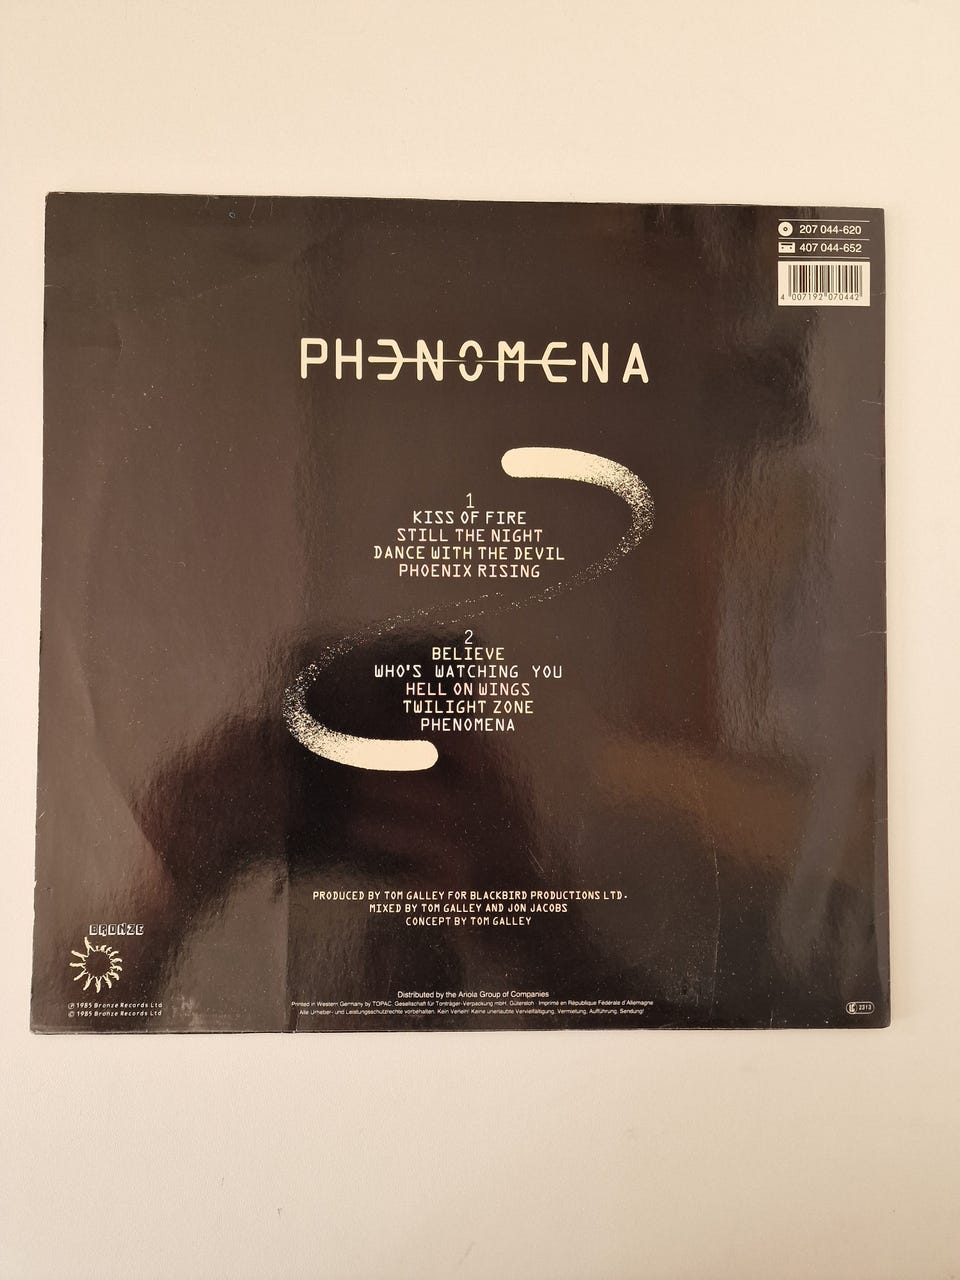 207 044-620
407 044-652
4 007192 070442
PHENOMENA
1
KISS OF FIRE
STILL THE NIGHT
DANCE WITH THE DEVIL
PHOENIX RISING
2
BELIEVE
WHO'S WATCHING YOU
HELL ON WINGS
TWILIGHT ZONE
PHENOMENA
PRODUCED BY TOM GALLEY FOR BLACKBIRD PRODUCTIONS LTD.
MIXED BY TOM GALLEY AND JON JACOBS
CONCEPT BY TOM GALLEY
BRONZE
℗ 1985 Bronze Records Ltd
© 1985 Bronze Records Ltd
Distributed by the Ariola Group of Companies
Printed in Western Germany by TOPAC, Gesellschaft für Tonträger-Verpackung mbH, Gütersloh · Imprimé en République Fédérale d'Allemagne
Alle Urheber- und Leistungsschutzrechte vorbehalten. Kein Verleih! Keine unerlaubte Vervielfältigung, Vermietung, Aufführung, Sendung!
LC 2313